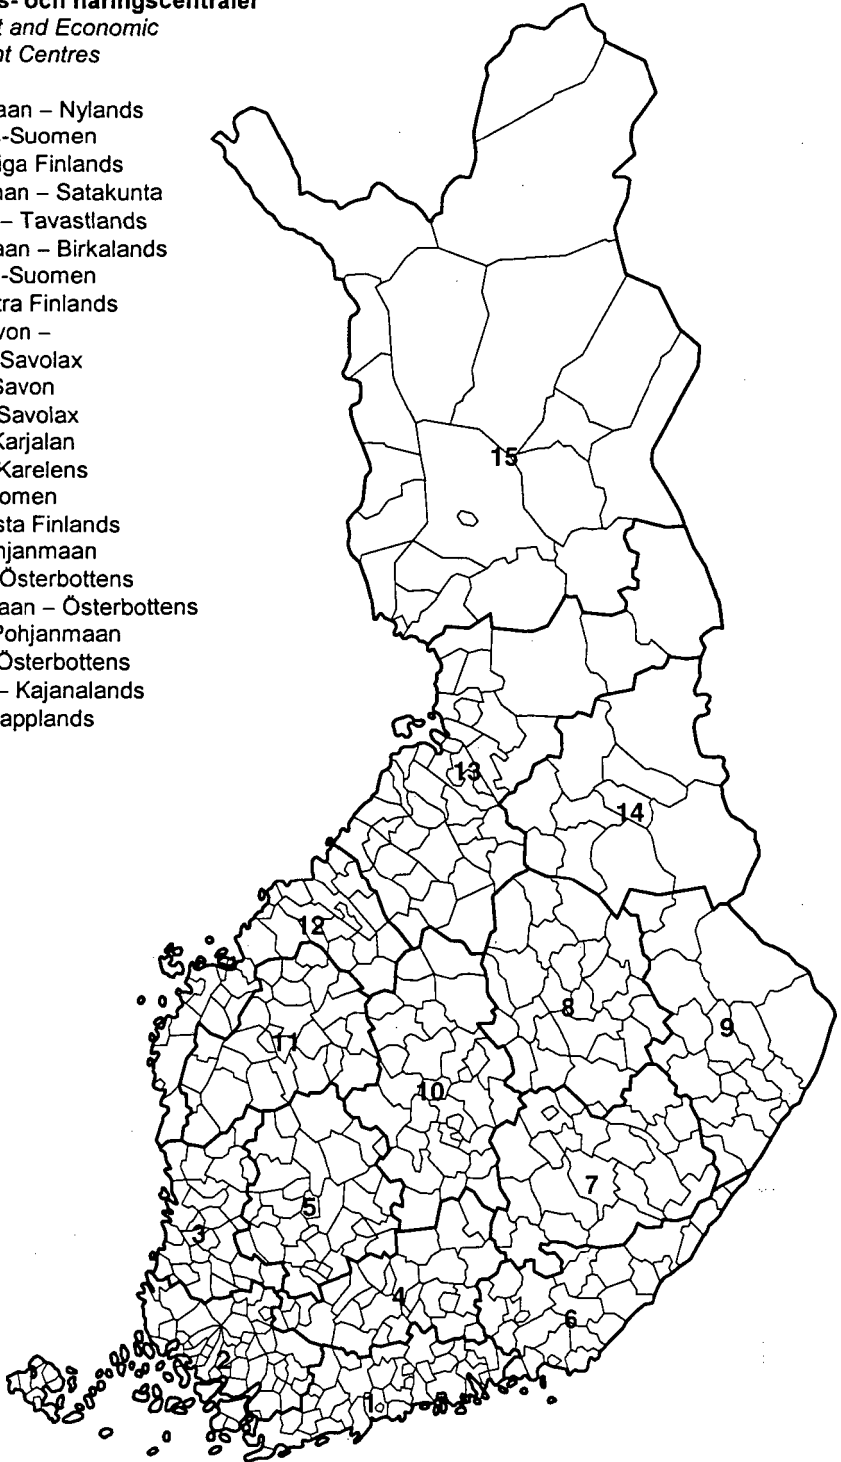 s- och näringscentraler
t and Economic
nt Centres
aan – Nylands
-Suomen
iga Finlands
nan – Satakunta
– Tavastlands
aan – Birkalands
-Suomen
tra Finlands
von –
Savolax
Savon
Savolax
Karjalan
Karelens
omen
sta Finlands
hjanmaan
Österbottens
aan – Österbottens
Pohjanmaan
Österbottens
– Kajanalands
applands
15
13
14
12
8
9
11
10
7
5
3
4
6
2
1